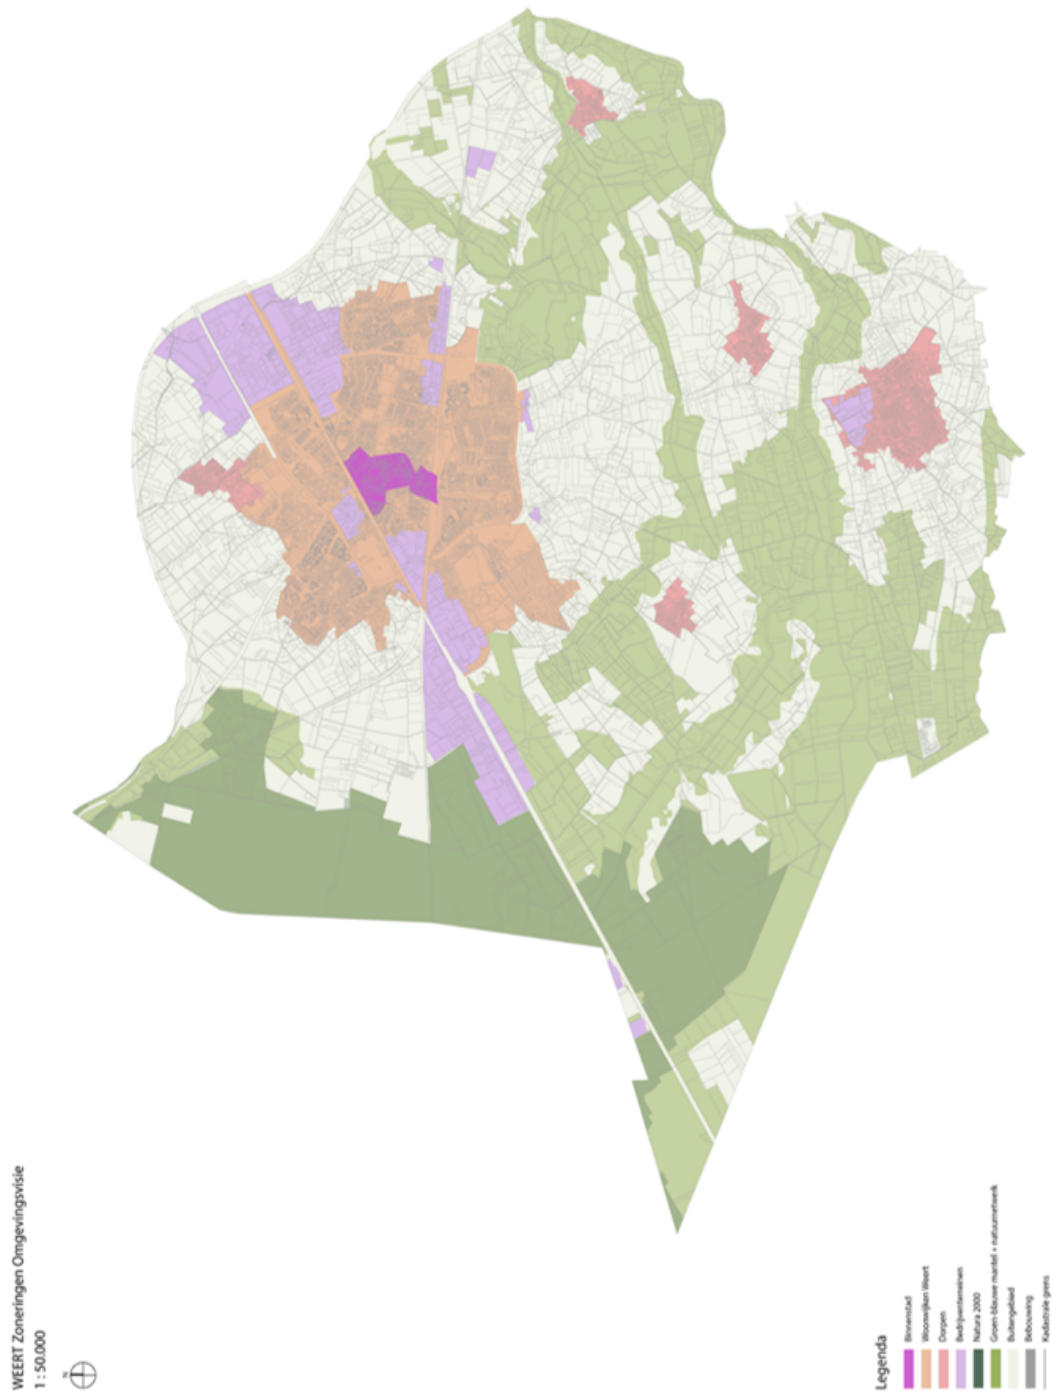 WEERT Zoneringen Omgevingsvisie
1 : 50.000
N
Legenda
Binnenstad
Woonwijken Weert
Dorpen
Bedrijventerreinen
Natura 2000
Groen-blauwe mantel + natuurnetwerk
Buitengebied
Bebouwing
Kadastrale grens